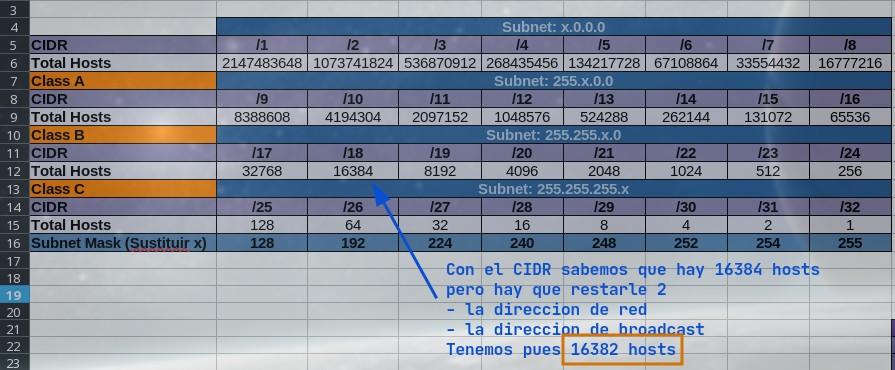 3
4 Subnet: x.0.0.0
5 CIDR /1 /2 /3 /4 /5 /6 /7 /8
6 Total Hosts 2147483648 1073741824 536870912 268435456 134217728 67108864 33554432 16777216
7 Class A Subnet: 255.x.0.0
8 CIDR /9 /10 /11 /12 /13 /14 /15 /16
9 Total Hosts 8388608 4194304 2097152 1048576 524288 262144 131072 65536
10 Class B Subnet: 255.255.x.0
11 CIDR /17 /18 /19 /20 /21 /22 /23 /24
12 Total Hosts 32768 16384 8192 4096 2048 1024 512 256
13 Class C Subnet: 255.255.255.x
14 CIDR /25 /26 /27 /28 /29 /30 /31 /32
15 Total Hosts 128 64 32 16 8 4 2 1
16 Subnet Mask (Sustituir x) 128 192 224 240 248 252 254 255
17
18 Con el CIDR sabemos que hay 16384 hosts
19 pero hay que restarle 2
20 - la direccion de red
21 - la direccion de broadcast
22 Tenemos pues 16382 hosts
23